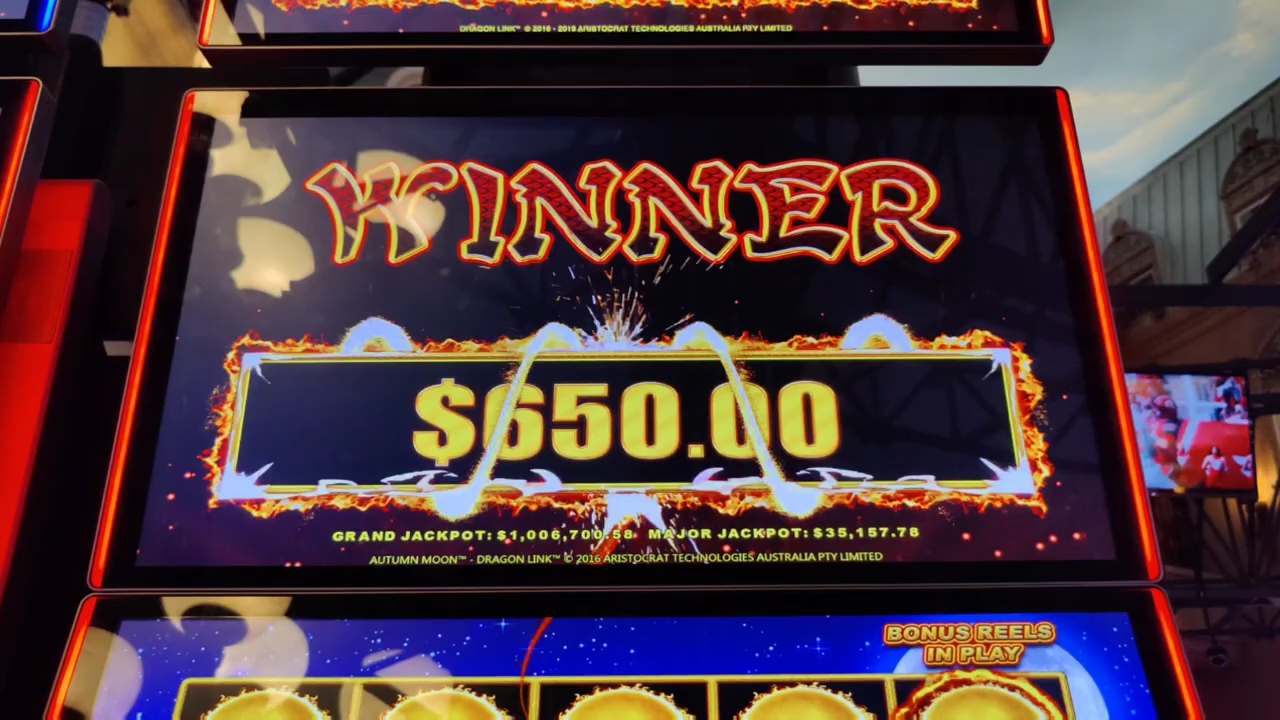 DRAGON LINK™ © 2016 - 2019 ARISTOCRAT TECHNOLOGIES AUSTRALIA PTY LIMITED
WINNER
$650.00
GRAND JACKPOT: $1,006,700.58 MAJOR JACKPOT: $35,157.78
AUTUMN MOON™ - DRAGON LINK™ © 2016 ARISTOCRAT TECHNOLOGIES AUSTRALIA PTY LIMITED
BONUS REELS
IN PLAY